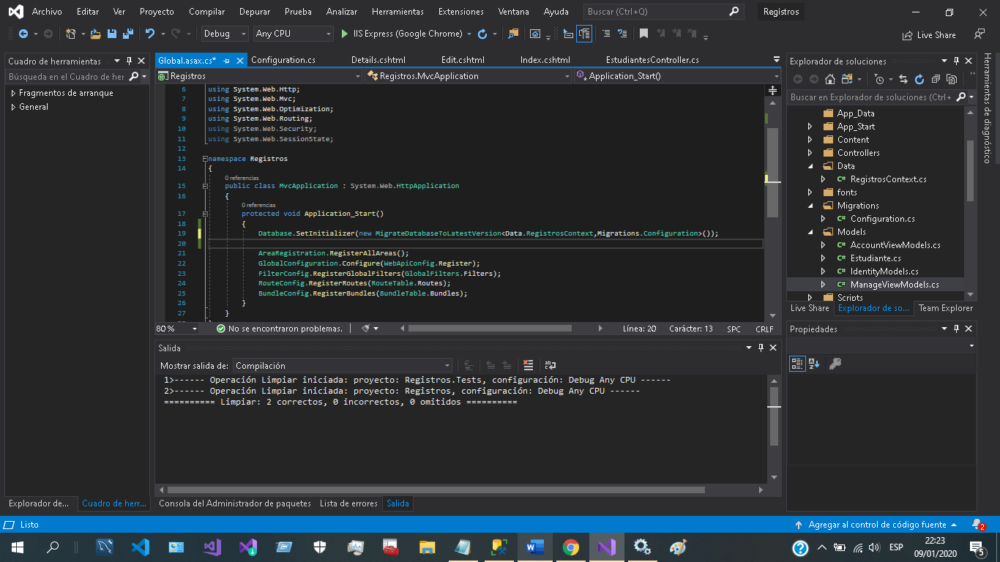 Archivo Editar Ver Proyecto Compilar Depurar Prueba Analizar Herramientas Extensiones Ventana Ayuda Buscar (Ctrl+Q) Registros
Debug Any CPU IIS Express (Google Chrome) Live Share
Cuadro de herramientas
Búsqueda en el Cuadro de her
Fragmentos de arranque
General
Global.asax.cs* Configuration.cs Details.cshtml Edit.cshtml Index.cshtml EstudiantesController.cs
Registros Registros.MvcApplication Application_Start()
6 using System.Web.Http;
7 using System.Web.Mvc;
8 using System.Web.Optimization;
9 using System.Web.Routing;
10 using System.Web.Security;
11 using System.Web.SessionState;
12
13 namespace Registros
14 {
0 referencias
15 public class MvcApplication : System.Web.HttpApplication
16 {
0 referencias
17 protected void Application_Start()
18 {
19 Database.SetInitializer(new MigrateDatabaseToLatestVersion<Data.RegistrosContext,Migrations.Configuration>());
20
21 AreaRegistration.RegisterAllAreas();
22 GlobalConfiguration.Configure(WebApiConfig.Register);
23 FilterConfig.RegisterGlobalFilters(GlobalFilters.Filters);
24 RouteConfig.RegisterRoutes(RouteTable.Routes);
25 BundleConfig.RegisterBundles(BundleTable.Bundles);
26 }
27 }
80 % No se encontraron problemas. Línea: 20 Carácter: 13 SPC CRLF
Salida
Mostrar salida de: Compilación
1>------ Operación Limpiar iniciada: proyecto: Registros.Tests, configuración: Debug Any CPU ------
2>------ Operación Limpiar iniciada: proyecto: Registros, configuración: Debug Any CPU ------
========== Limpiar: 2 correctos, 0 incorrectos, 0 omitidos ==========
Explorador de soluciones
Buscar en Explorador de soluciones (Ctrl+
App_Data
App_Start
Content
Controllers
Data
C# RegistrosContext.cs
fonts
Migrations
C# Configuration.cs
Models
C# AccountViewModels.cs
C# Estudiante.cs
C# IdentityModels.cs
C# ManageViewModels.cs
Scripts
Live Share Explorador de so... Team Explorer
Propiedades
Herramientas de diagnóstico
Explorador de... Cuadro de herr... Consola del Administrador de paquetes Lista de errores Salida
Listo Agregar al control de código fuente 2
ESP 22:23
09/01/2020 5